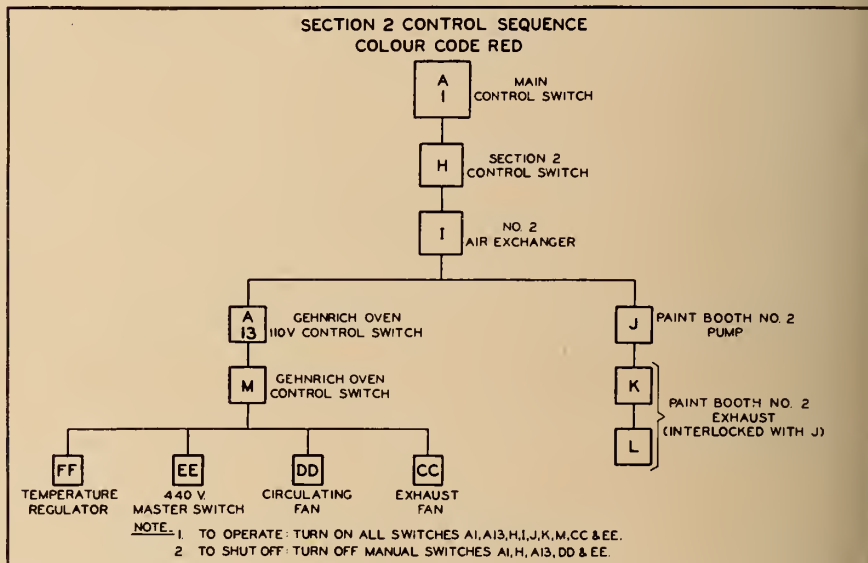 SECTION 2 CONTROL SEQUENCE
COLOUR CODE RED
A
1
MAIN
CONTROL SWITCH
H
SECTION 2
CONTROL SWITCH
I
NO. 2
AIR EXCHANGER
A
13
GEHNRICH OVEN
110V CONTROL SWITCH
M
GEHNRICH OVEN
CONTROL SWITCH
J
PAINT BOOTH NO. 2
PUMP
K
L
PAINT BOOTH NO. 2
EXHAUST
(INTERLOCKED WITH J)
FF
TEMPERATURE
REGULATOR
EE
440 V.
MASTER SWITCH
DD
CIRCULATING
FAN
CC
EXHAUST
FAN
NOTE. 1. TO OPERATE: TURN ON ALL SWITCHES A1, A13, H, I, J, K, M, CC & EE.
2. TO SHUT OFF: TURN OFF MANUAL SWITCHES A1, H, A13, DD & EE.